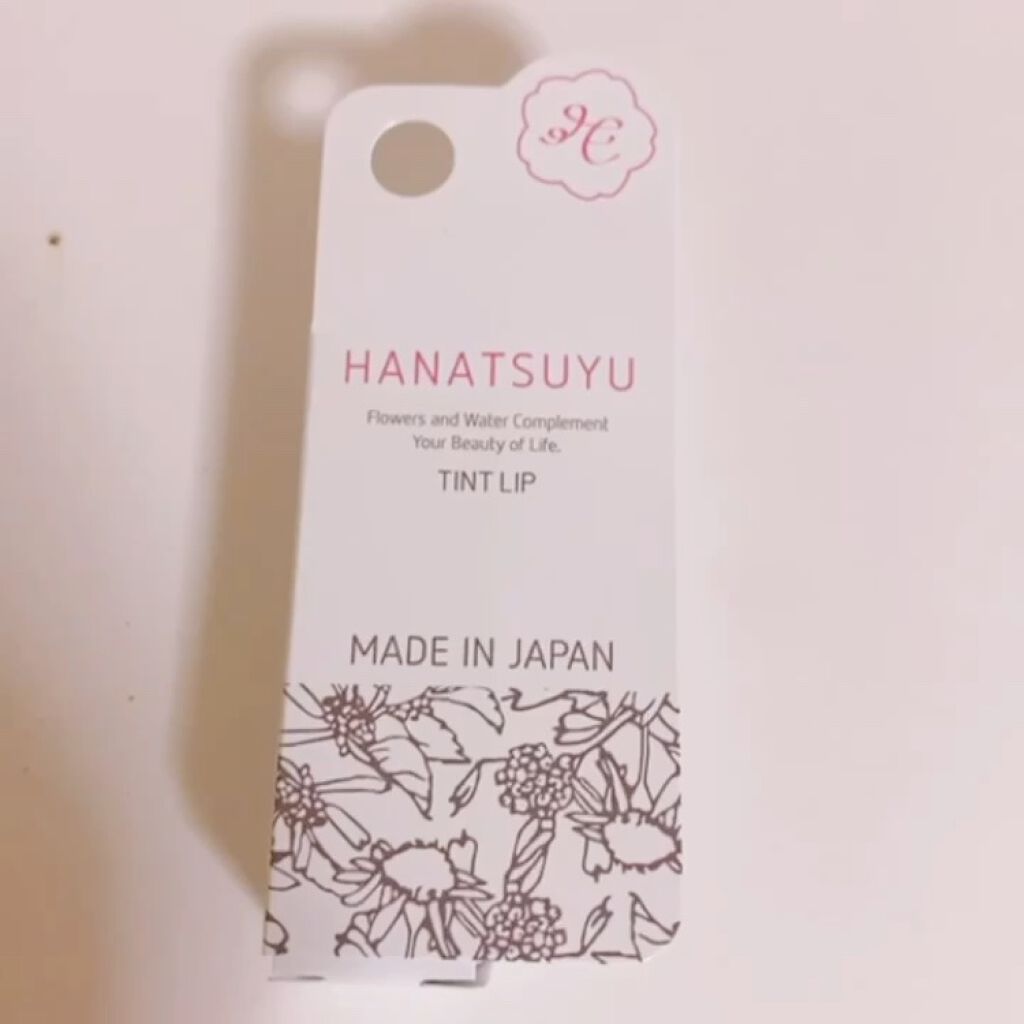 HANATSUYU
Flowers and Water Complement
Your Beauty of Life.
TINT LIP
MADE IN JAPAN